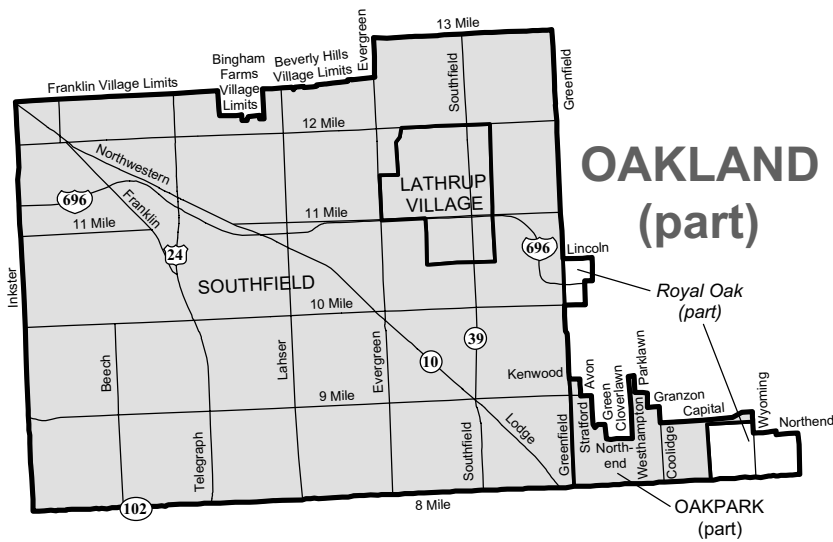 13 Mile
Bingham
Farms
Village
Limits
Beverly Hills
Village Limits
Evergreen
Franklin Village Limits
Southfield
Greenfield
12 Mile
Northwestern
OAKLAND
(part)
LATHRUP
VILLAGE
696
Franklin
11 Mile
11 Mile
24
696
Lincoln
Inkster
SOUTHFIELD
Royal Oak
(part)
10 Mile
39
10
Beech
Lahser
Evergreen
Kenwood
Avon
Green
Cloverlawn
Parklawn
Granzon
Capital
Wyoming
Northend
9 Mile
Stratford
Lodge
Telegraph
Southfield
Greenfield
North-
end
Westhampton
Coolidge
102
8 Mile
OAKPARK
(part)